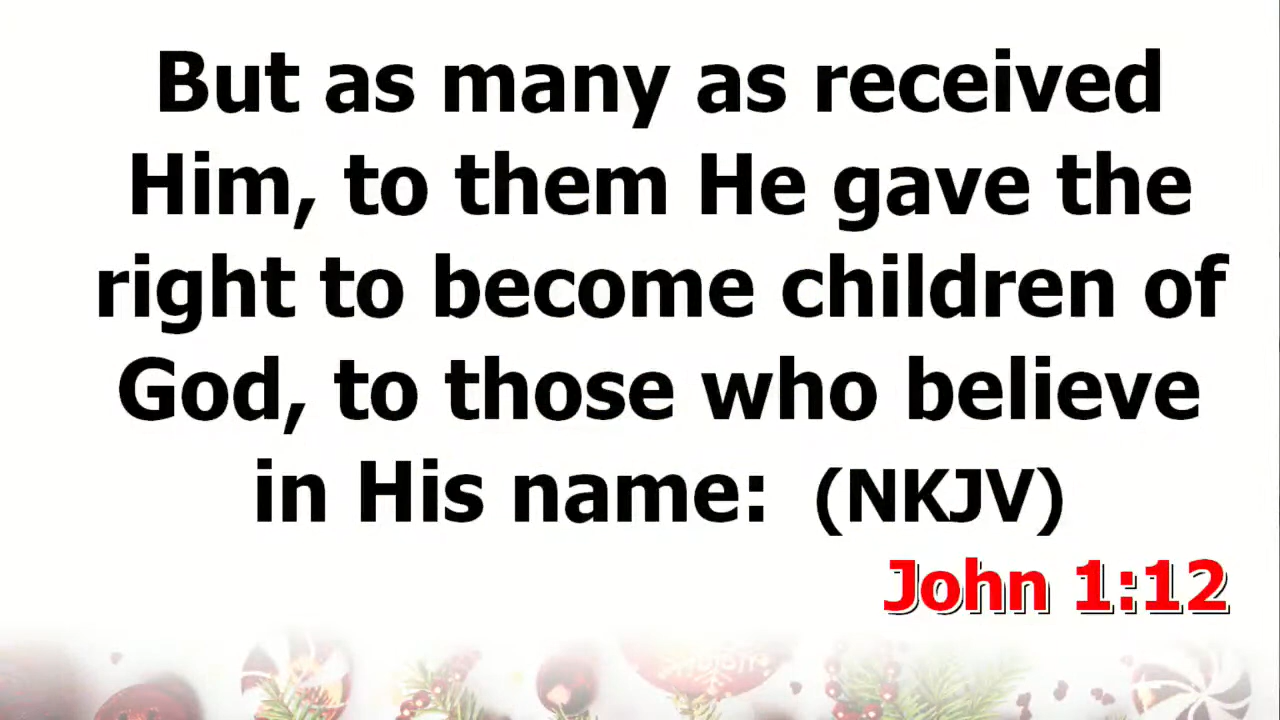 But as many as received
Him, to them He gave the
right to become children of
God, to those who believe
in His name: (NKJV)
John 1:12